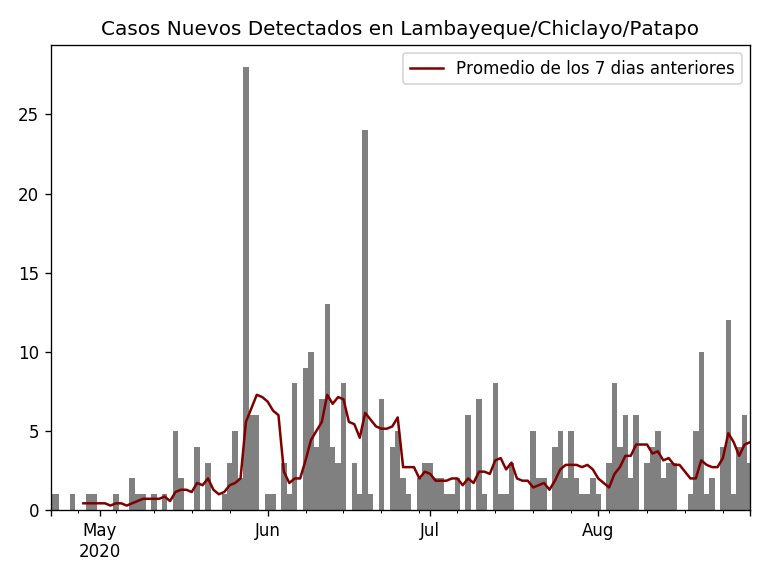 Casos Nuevos Detectados en Lambayeque/Chiclayo/Patapo
Promedio de los 7 dias anteriores
25
20
15
10
5
0
May Jun Jul Aug
2020